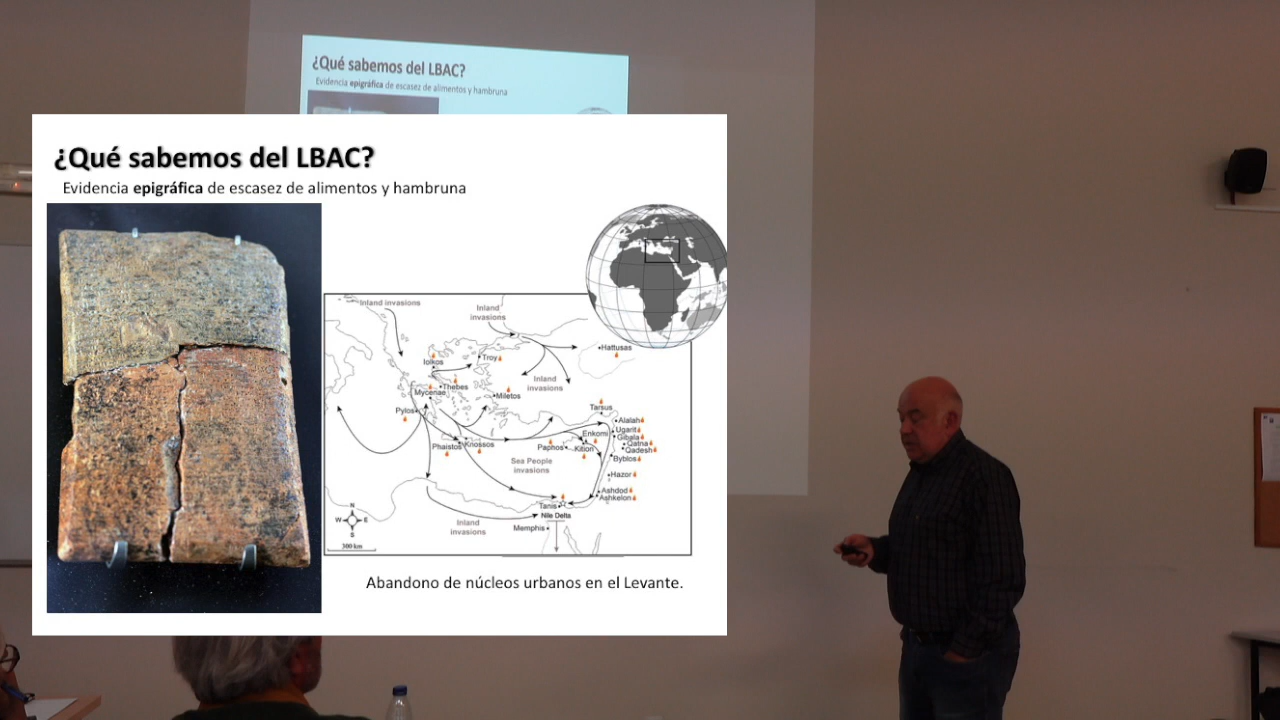 ¿Qué sabemos del LBAC?
Evidencia epigráfica de escasez de alimentos y hambruna
¿Qué sabemos del LBAC?
Evidencia epigráfica de escasez de alimentos y hambruna
Inland invasions
Inland
invasions
Hattusas
Iolkos
Troy
Inland
invasions
Thebes
Mycenae
Miletos
Pylos
Tarsus
Alalah
Ugarit
Enkomi
Gibala
Qatna
Phaistos
Knossos
Paphos
Kition
Qadesh
Byblos
Sea People
invasions
Hazor
Ashdod
Ashkelon
Tanis
Nile Delta
Inland
invasions
Memphis
N
W
E
S
300 km
Abandono de núcleos urbanos en el Levante.